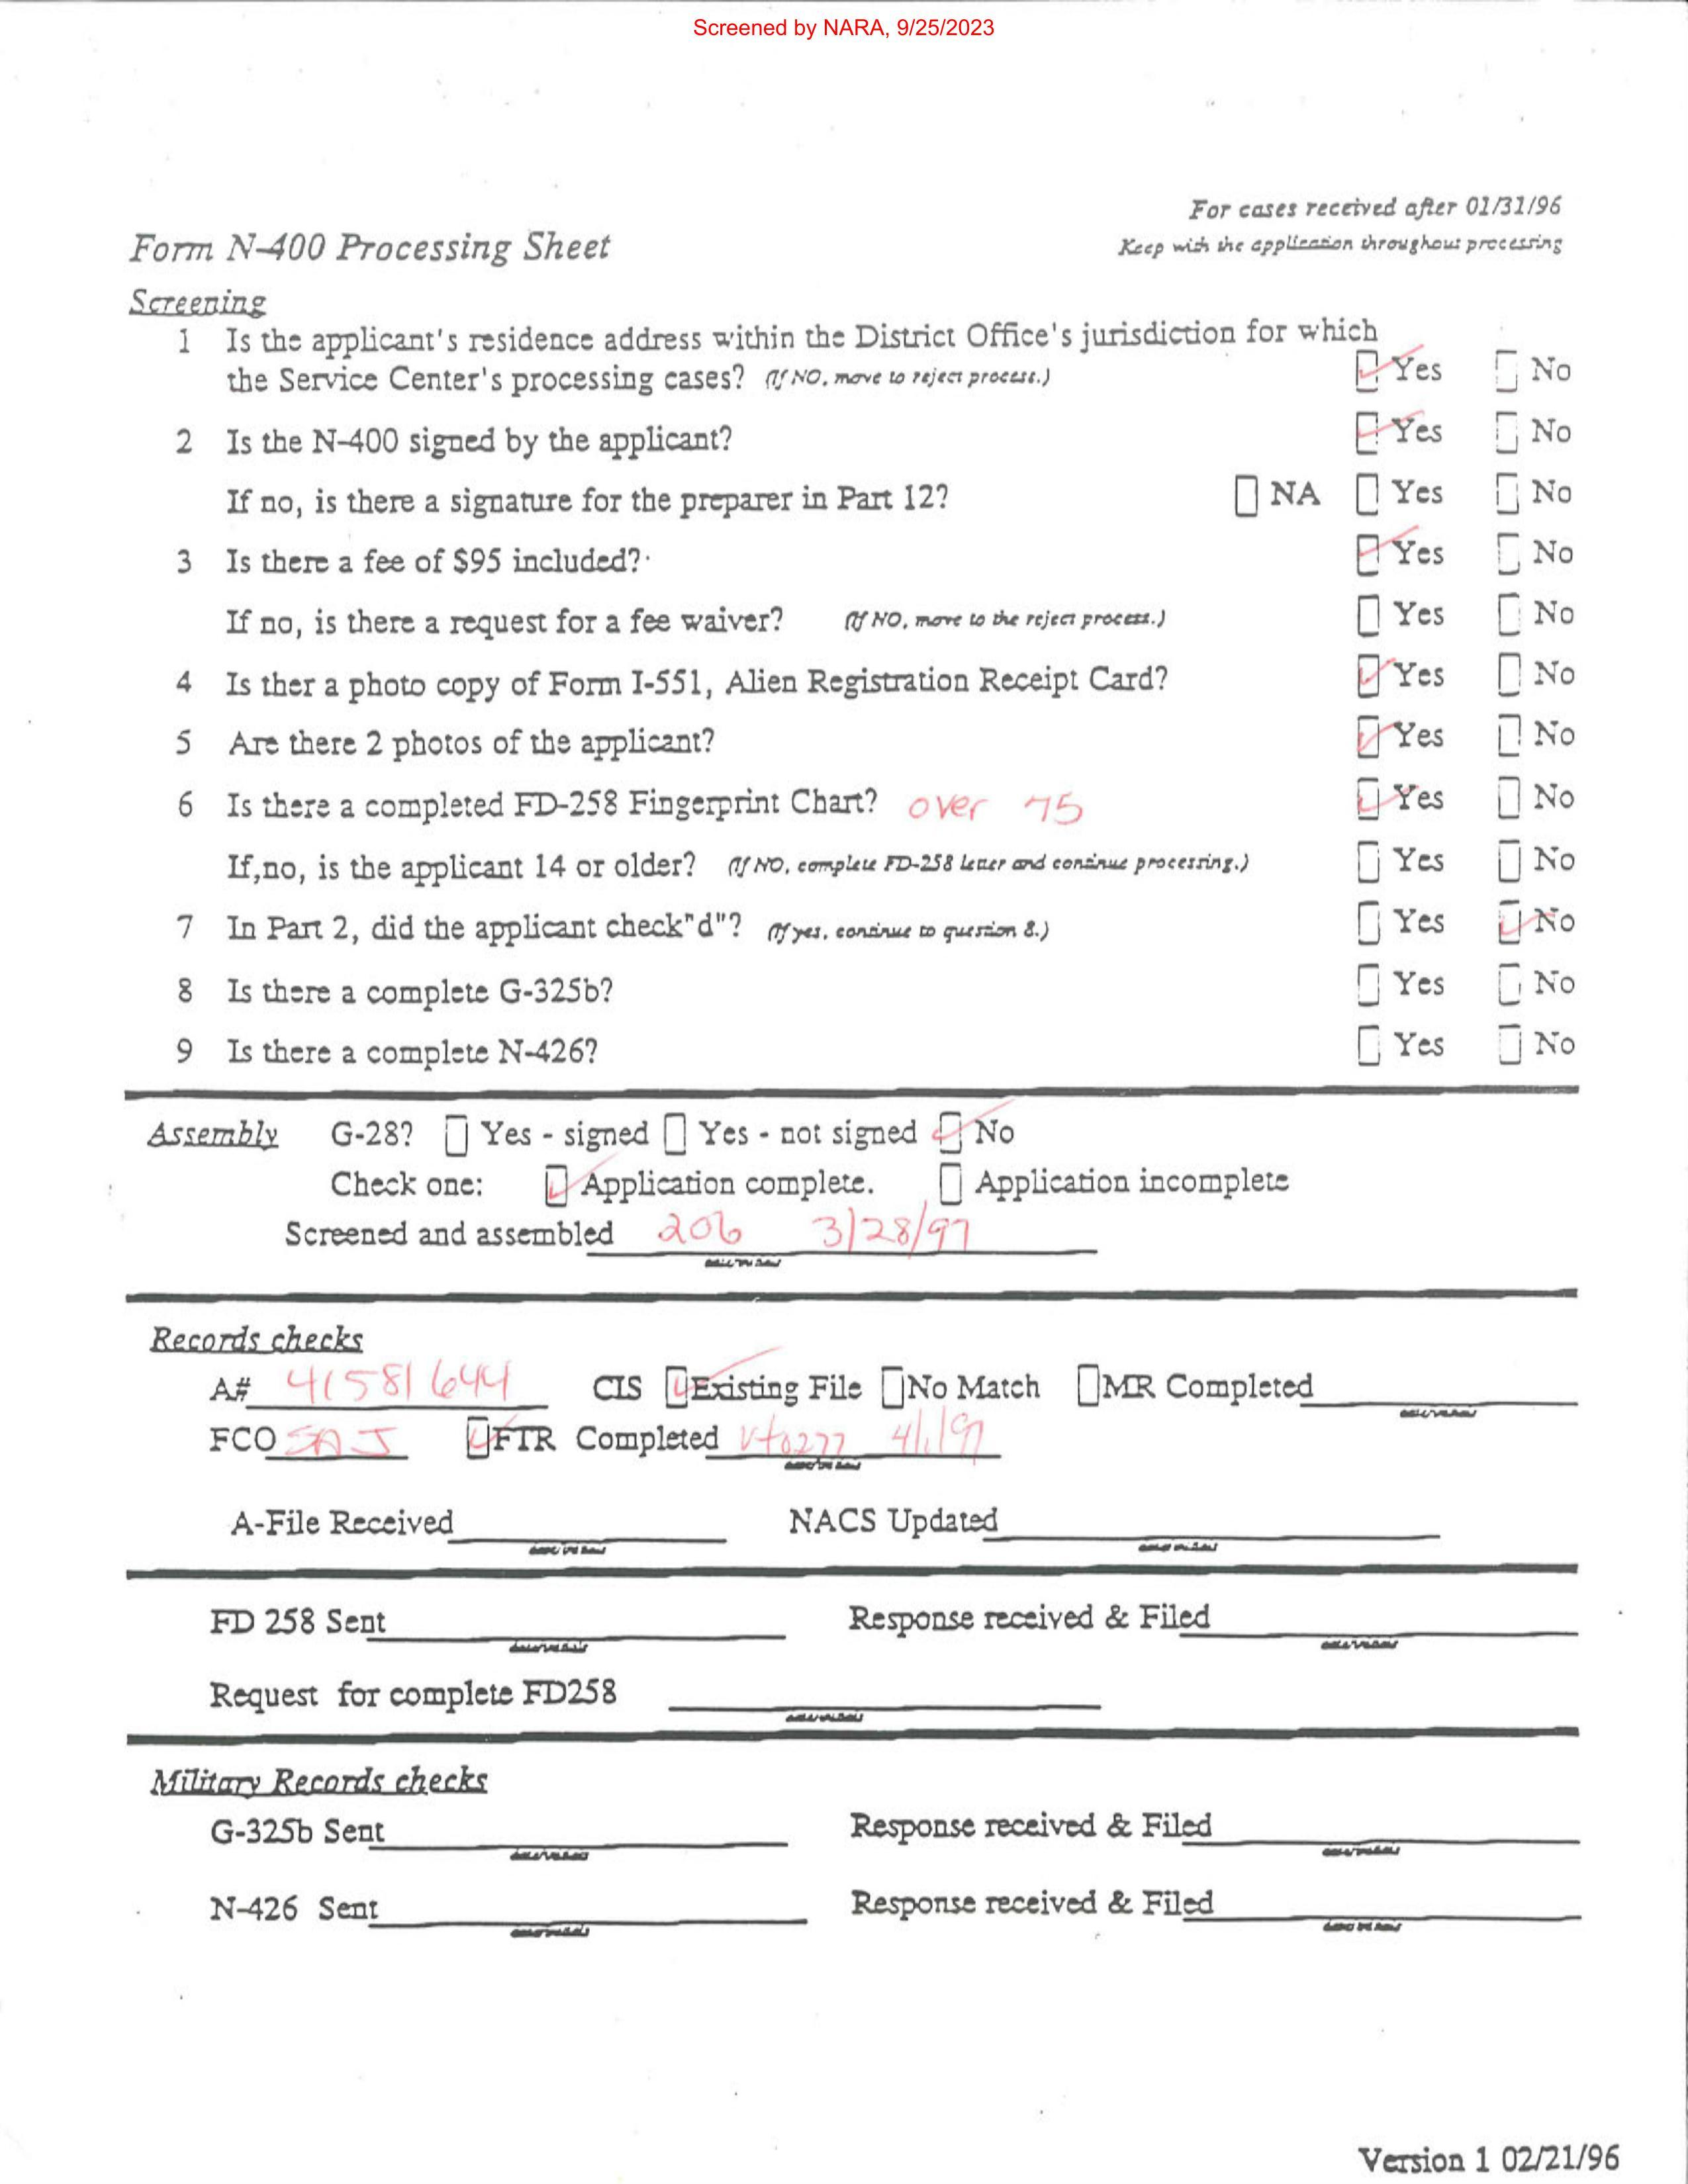 Screened by NARA, 9/25/2023
For cases received after 01/31/96
Form N-400 Processing Sheet
Keep with the application throughout processing
Screening
1 Is the applicant's residence address within the District Office's jurisdiction for which
the Service Center's processing cases? (If NO, move to reject process.) Yes No
2 Is the N-400 signed by the applicant? Yes No
If no, is there a signature for the preparer in Part 12? NA Yes No
3 Is there a fee of $95 included? Yes No
If no, is there a request for a fee waiver? (If NO, move to the reject process.) Yes No
4 Is ther a photo copy of Form I-551, Alien Registration Receipt Card? Yes No
5 Are there 2 photos of the applicant? Yes No
6 Is there a completed FD-258 Fingerprint Chart? over 75 Yes No
If,no, is the applicant 14 or older? (If NO, complete FD-258 letter and continue processing.) Yes No
7 In Part 2, did the applicant check"d"? (If yes, continue to question 8.) Yes No
8 Is there a complete G-325b? Yes No
9 Is there a complete N-426? Yes No
Assembly G-28? Yes - signed Yes - not signed No
Check one: Application complete. Application incomplete
Screened and assembled 206 3/28/97
Records checks
A# 41581644 CIS Existing File No Match MR Completed
FCO SAJ FTR Completed 4/1/97
A-File Received NACS Updated
FD 258 Sent Response received & Filed
Request for complete FD258
Military Records checks
G-325b Sent Response received & Filed
N-426 Sent Response received & Filed
Version 1 02/21/96